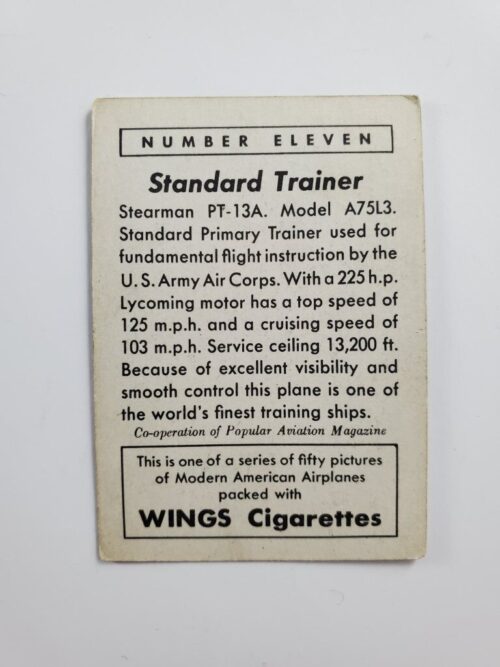 NUMBER ELEVEN
Standard Trainer
Stearman PT-13A. Model A75L3.
Standard Primary Trainer used for
fundamental flight instruction by the
U. S. Army Air Corps. With a 225 h.p.
Lycoming motor has a top speed of
125 m.p.h. and a cruising speed of
103 m.p.h. Service ceiling 13,200 ft.
Because of excellent visibility and
smooth control this plane is one of
the world's finest training ships.
Co-operation of Popular Aviation Magazine
This is one of a series of fifty pictures
of Modern American Airplanes
packed with
WINGS Cigarettes